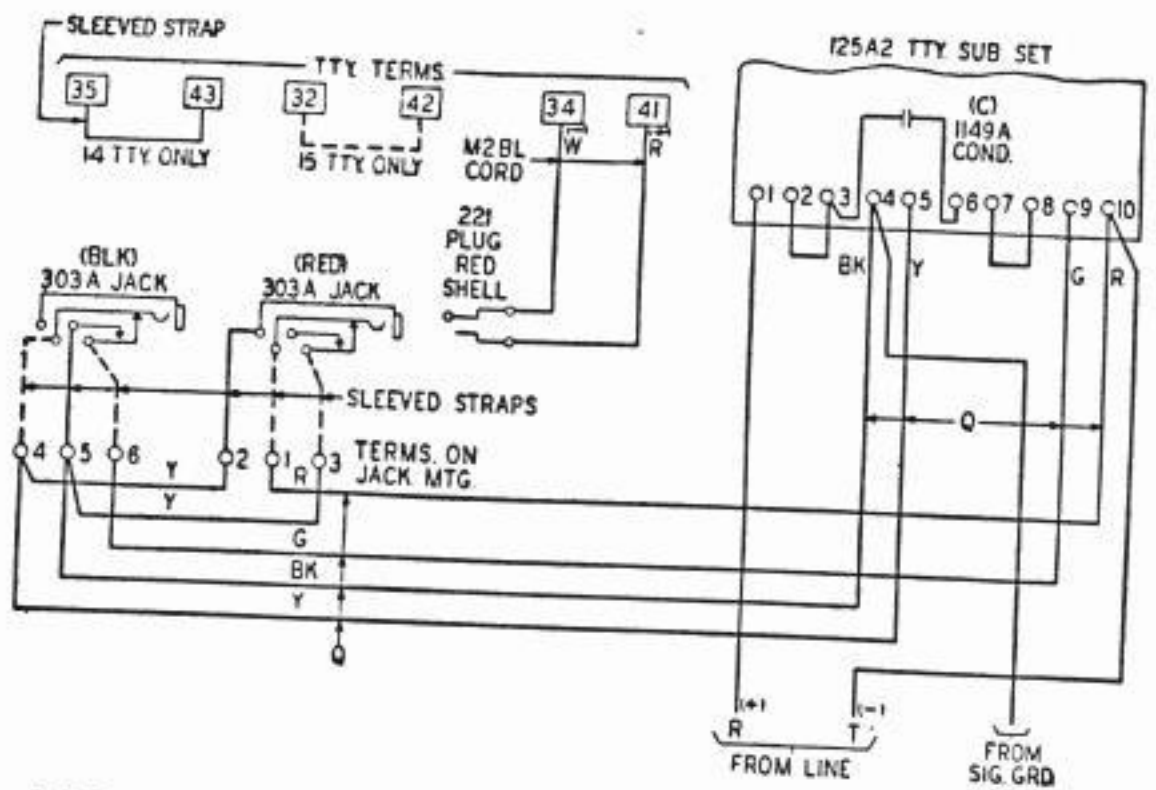 SLEEVED STRAP
TTY. TERMS.
35
43
32
42
34
41
14 TTY. ONLY
15 TTY. ONLY
W
R
M2BL
CORD
221
PLUG
RED
SHELL
(BLK)
303A JACK
(RED)
303A JACK
SLEEVED STRAPS
4
5
6
2
1
3
TERMS. ON
JACK MTG.
Y
Y
R
G
BK
Y
Q
125A2 TTY. SUB SET
(C)
1149A
COND.
1
2
3
4
5
6
7
8
9
10
BK
Y
G
R
Q
R
(+)
T
(-)
FROM LINE
FROM
SIG. GRD.